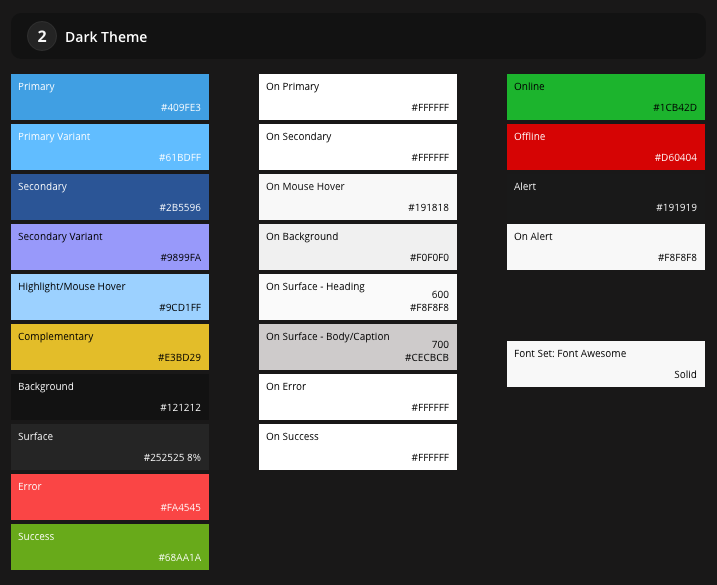 2 Dark Theme
Primary
#409FE3
Primary Variant
#61BDFF
Secondary
#2B5596
Secondary Variant
#9899FA
Highlight/Mouse Hover
#9CD1FF
Complementary
#E3BD29
Background
#121212
Surface
#252525 8%
Error
#FA4545
Success
#68AA1A
On Primary
#FFFFFF
On Secondary
#FFFFFF
On Mouse Hover
#191818
On Background
#F0F0F0
On Surface - Heading
600
#F8F8F8
On Surface - Body/Caption
700
#CECBCB
On Error
#FFFFFF
On Success
#FFFFFF
Online
#1CB42D
Offline
#D60404
Alert
#191919
On Alert
#F8F8F8
Font Set: Font Awesome
Solid